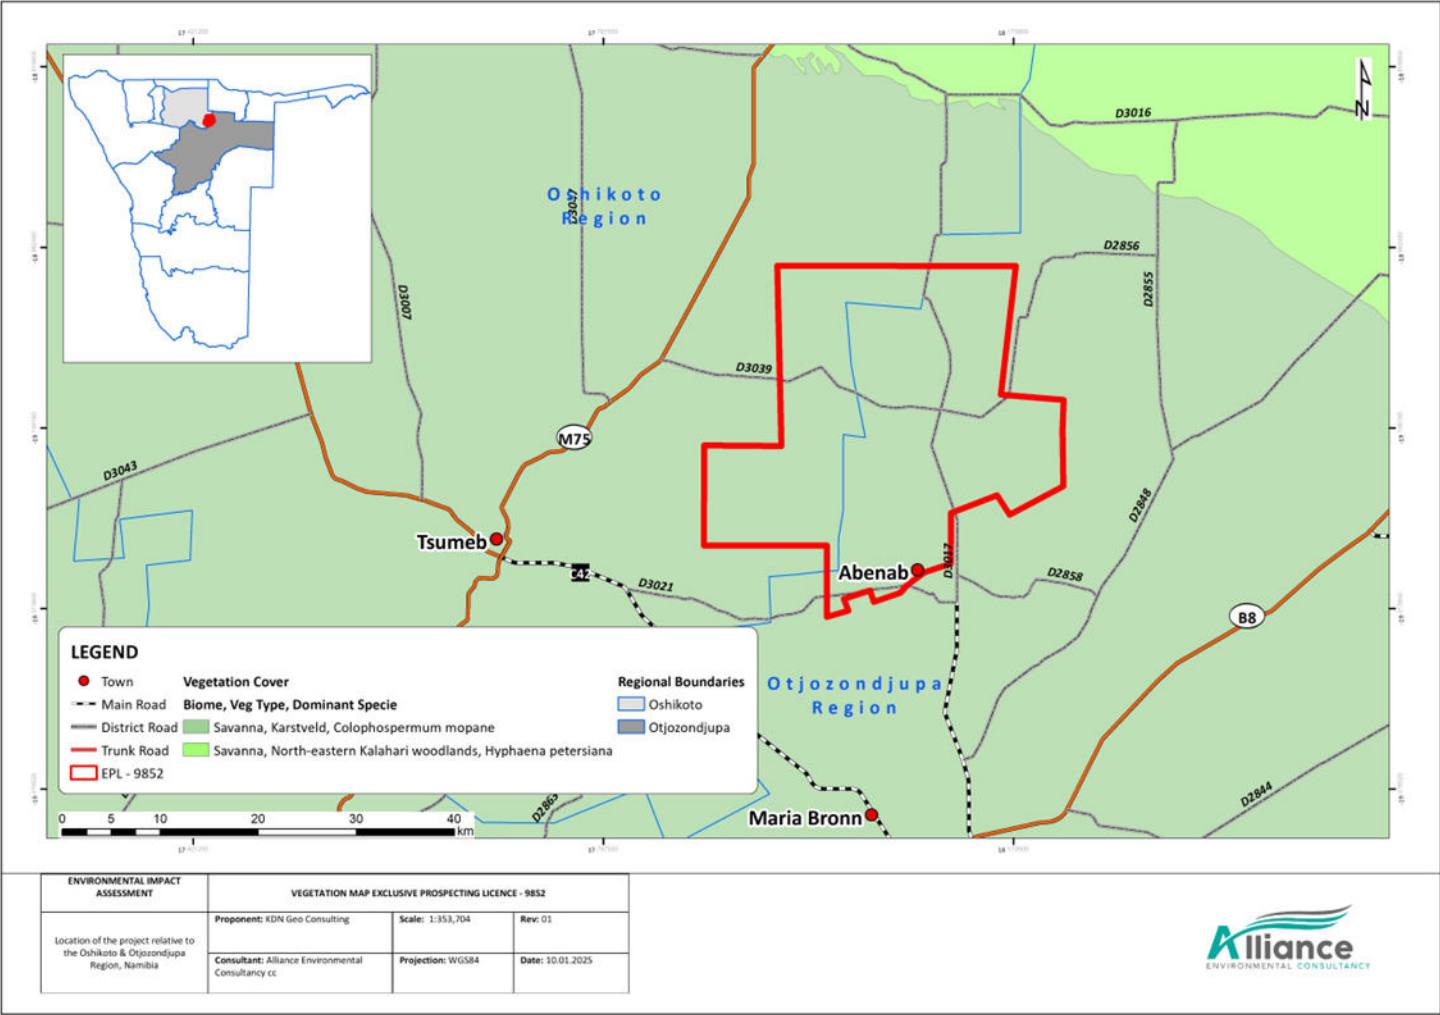 D3016
Oshikoto
Region
D3047
D2856
D2855
D3007
D3039
M75
D3043
D2848
Tsumeb
C42
Abenab
D3017
D3021
D2858
B8
Otjozondjupa
Region
LEGEND
Town
Main Road
District Road
Trunk Road
EPL - 9852
Vegetation Cover
Biome, Veg Type, Dominant Specie
Savanna, Karstveld, Colophospermum mopane
Savanna, North-eastern Kalahari woodlands, Hyphaena petersiana
Regional Boundaries
Oshikoto
Otjozondjupa
D2863
D2844
Maria Bronn
0 5 10 20 30 40
km
N
ENVIRONMENTAL IMPACT
ASSESSMENT
VEGETATION MAP EXCLUSIVE PROSPECTING LICENCE - 9852
Location of the project relative to
the Oshikoto & Otjozondjupa
Region, Namibia
Proponent: KDN Geo Consulting
Scale: 1:353,704
Rev: 01
Consultant: Alliance Environmental
Consultancy cc
Projection: WGS84
Date: 10.01.2025
Alliance
ENVIRONMENTAL CONSULTANCY